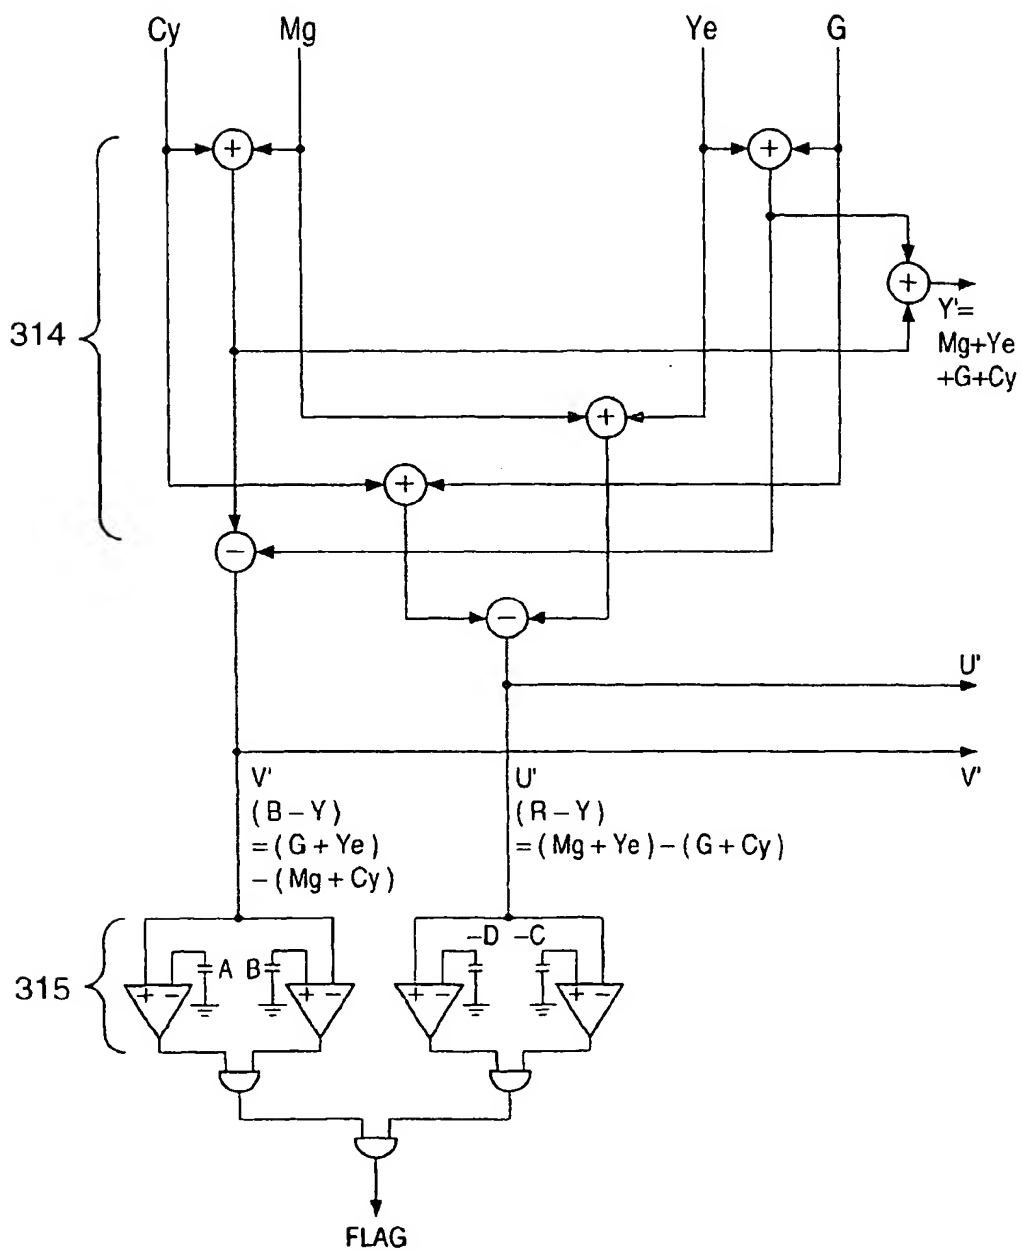 Cy Mg Ye G
+ +
+
Y'=
Mg+Ye
+G+Cy
314
+
+
−
−
U'
V'
V'
(B−Y)
=(G+Ye)
−(Mg+Cy)
U'
(R−Y)
=(Mg+Ye)−(G+Cy)
315
A B −D −C
+ − + − + − + −
FLAG